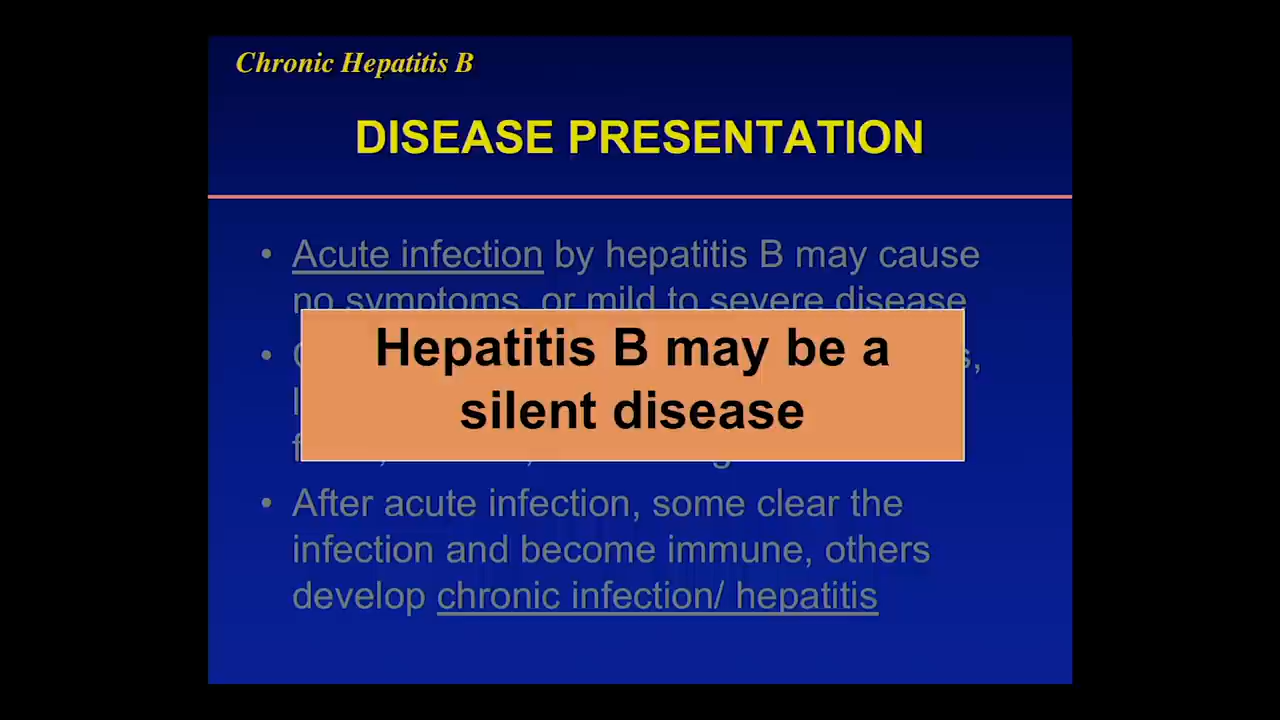 Chronic Hepatitis B
DISEASE PRESENTATION
• Acute infection by hepatitis B may cause
no symptoms, or mild to severe disease
Hepatitis B may be a
silent disease
• After acute infection, some clear the
infection and become immune, others
develop chronic infection/ hepatitis